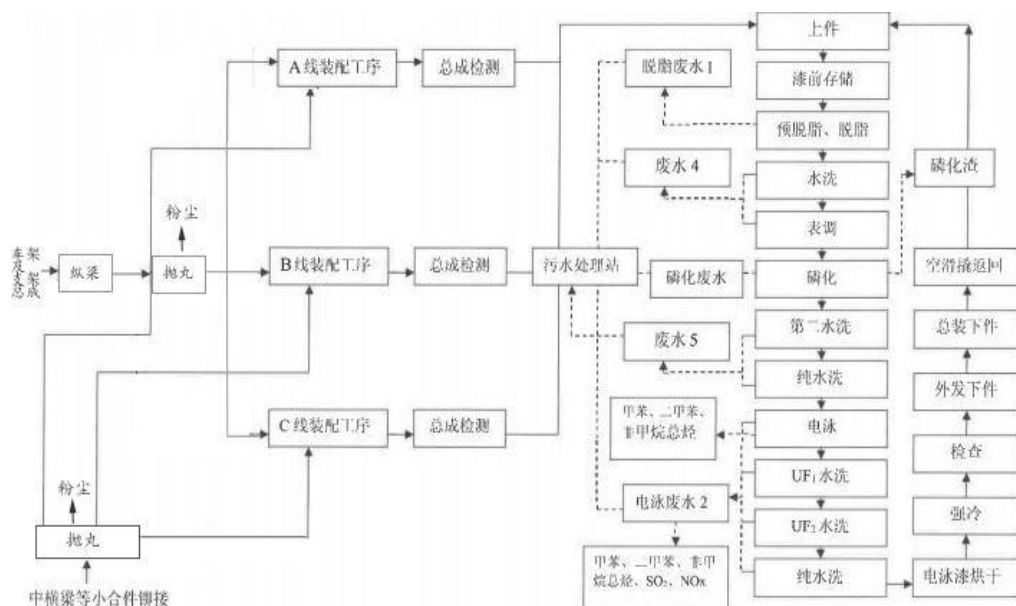 上件
A线装配工序
总成检测
脱脂废水1
漆前存储
预脱脂、脱脂
废水4
水洗
磷化渣
表调
粉尘
车架
及支架
总成
纵梁
抛丸
B线装配工序
总成检测
污水处理站
磷化废水
磷化
空滑撬返回
第二水洗
总装下件
废水5
纯水洗
外发下件
甲苯、二甲苯、
非甲烷总烃
电泳
C线装配工序
总成检测
检查
UF1水洗
粉尘
电泳废水2
强冷
UF2水洗
抛丸
甲苯、二甲苯、非甲
烷总烃、SO2、NOx
纯水洗
电泳漆烘干
中横梁等小合件铆接